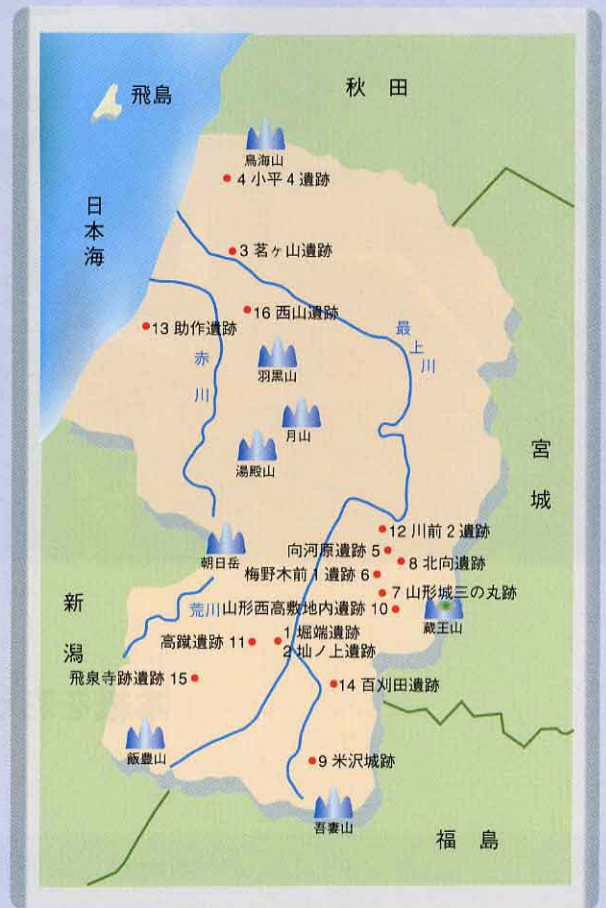 秋田
飛島
鳥海山
4 小平 4 遺跡
日本海
3 茗ヶ山遺跡
16 西山遺跡
13 助作遺跡
最上川
赤川
羽黒山
月山
湯殿山
宮城
12 川前 2 遺跡
向河原遺跡 5
8 北向遺跡
朝日岳
梅野木前 1 遺跡 6
7 山形城三の丸跡
新潟
荒川
山形西高敷地内遺跡 10
蔵王山
1 堀端遺跡
高蹴遺跡 11
2 坳ノ上遺跡
飛泉寺跡遺跡 15
14 百刈田遺跡
飯豊山
9 米沢城跡
吾妻山
福島